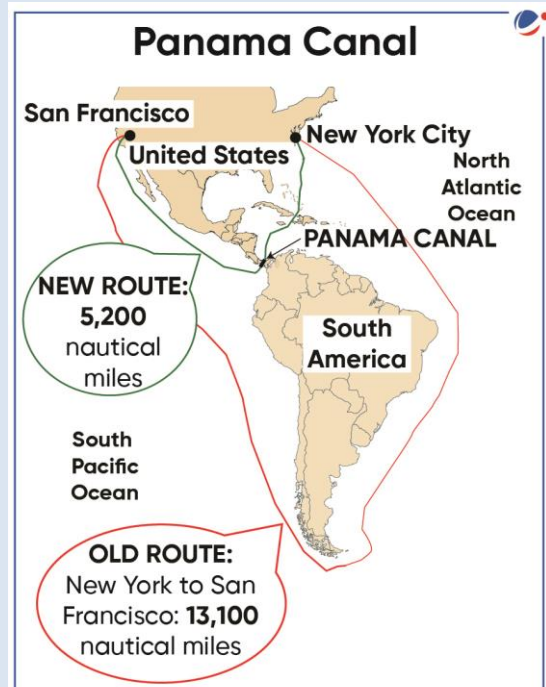 Panama Canal
San Francisco
New York City
United States
North
Atlantic
Ocean
PANAMA CANAL
NEW ROUTE:
5,200
nautical
miles
South
America
South
Pacific
Ocean
OLD ROUTE:
New York to San
Francisco: 13,100
nautical miles